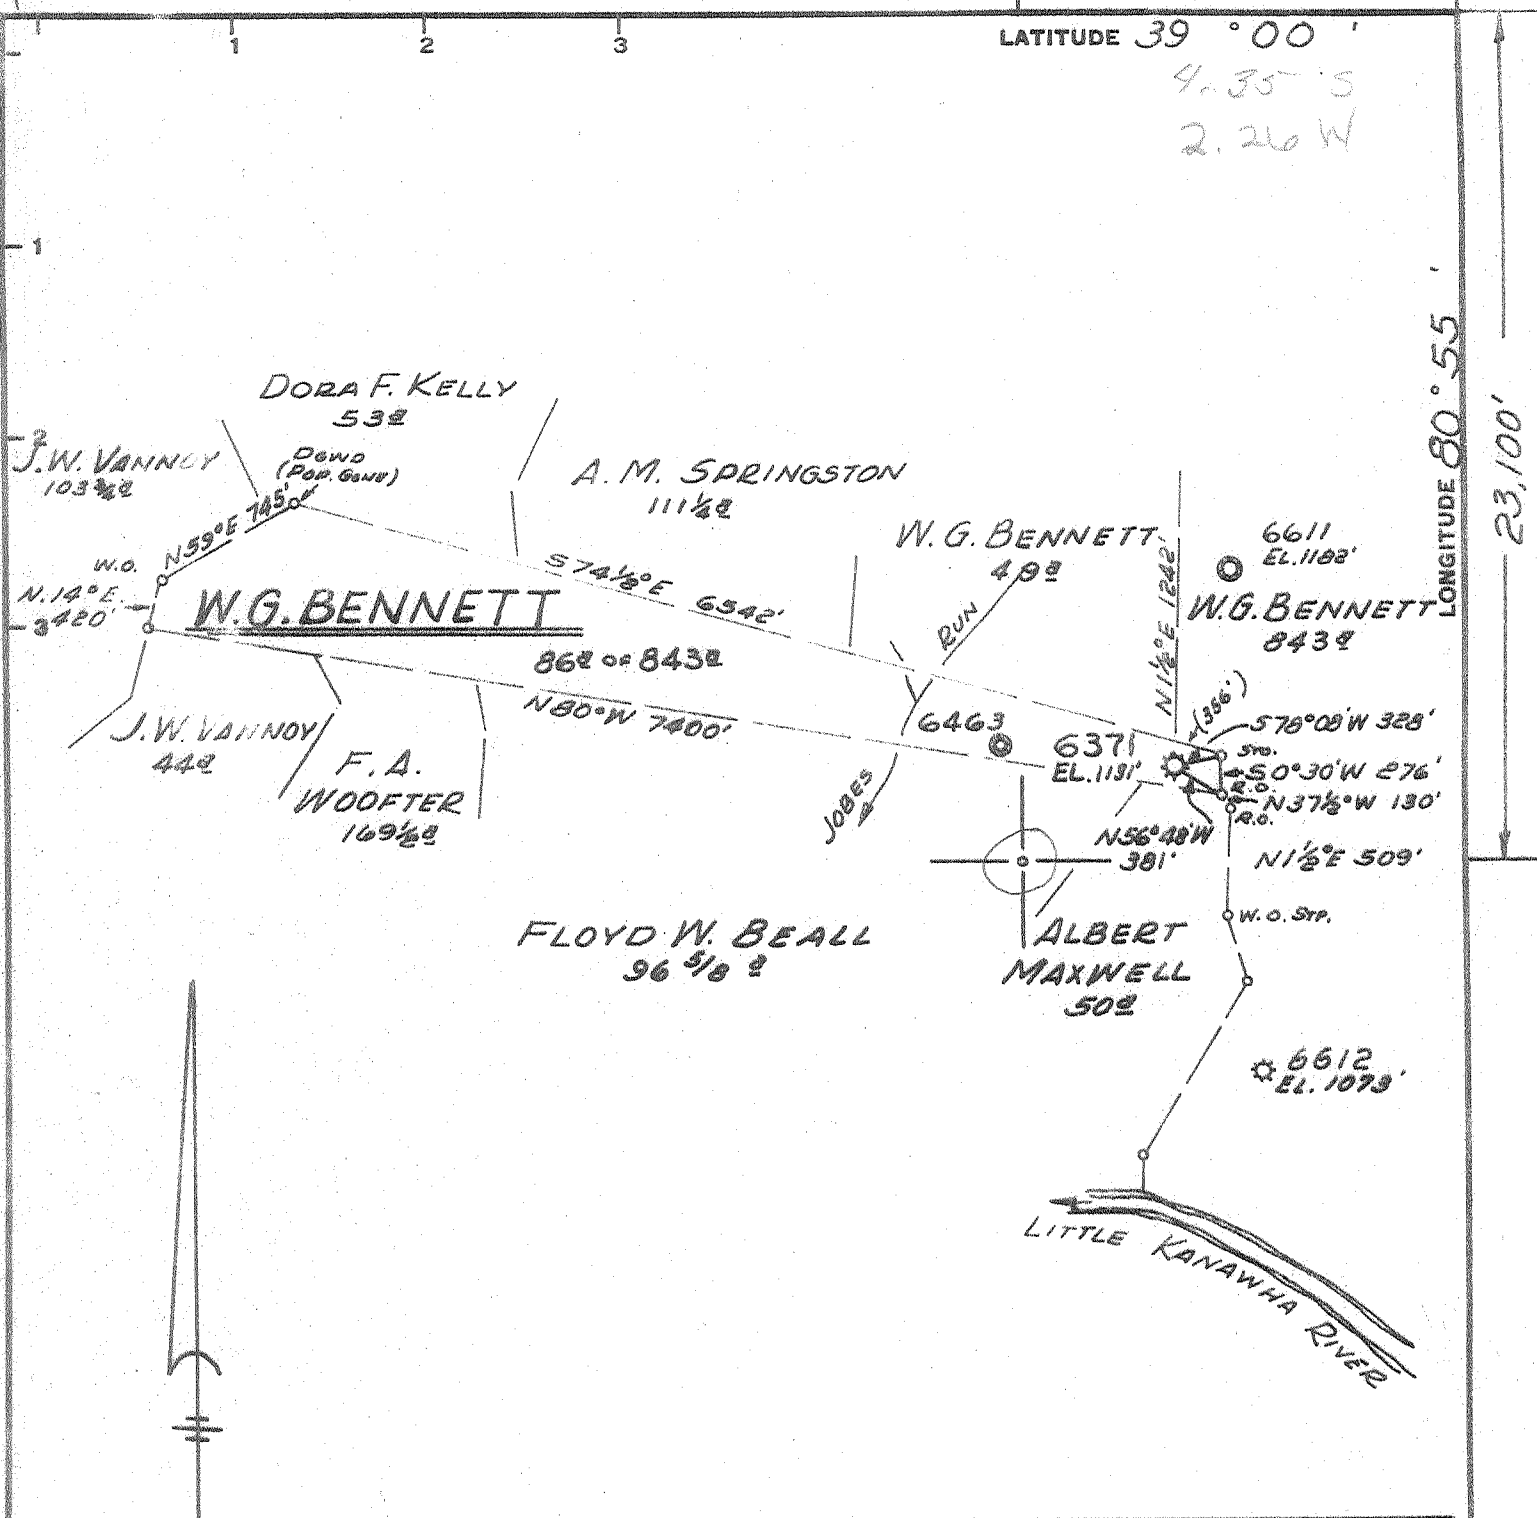 LATITUDE 39 ° 00 '
1
2
3
4.35 S
2.26 W
1
LONGITUDE 80 ° 55 '
23,100'
DORA F. KELLY
53a
2
J.W. VANNOY
103 3/4a
N59°E 745'
A. M. SPRINGSTON
111 1/4a
W.G. BENNETT
49a
6611
EL. 1182'
W.G. BENNETT
843a
W.O.
N.14°E.
420'
3
W.G. BENNETT
86a OF 843a
S74 1/2°E 6542'
N80°W 7400'
RUN
JOBES
N1 1/2°E 1242'
(356')
S78°08'W 328'
STO.
S0°30'W 276'
R.O.
N37 1/2°W 130'
R.O.
6463
6371
EL. 1131'
N56°48'W
381'
N1 1/2°E 509'
J.W. VANNOY
44a
F. A.
WOOFTER
169 1/2a
W.O. STP.
FLOYD W. BEALL
96 5/8 a
ALBERT
MAXWELL
50a
6612
EL. 1073'
LITTLE KANAWHA RIVER